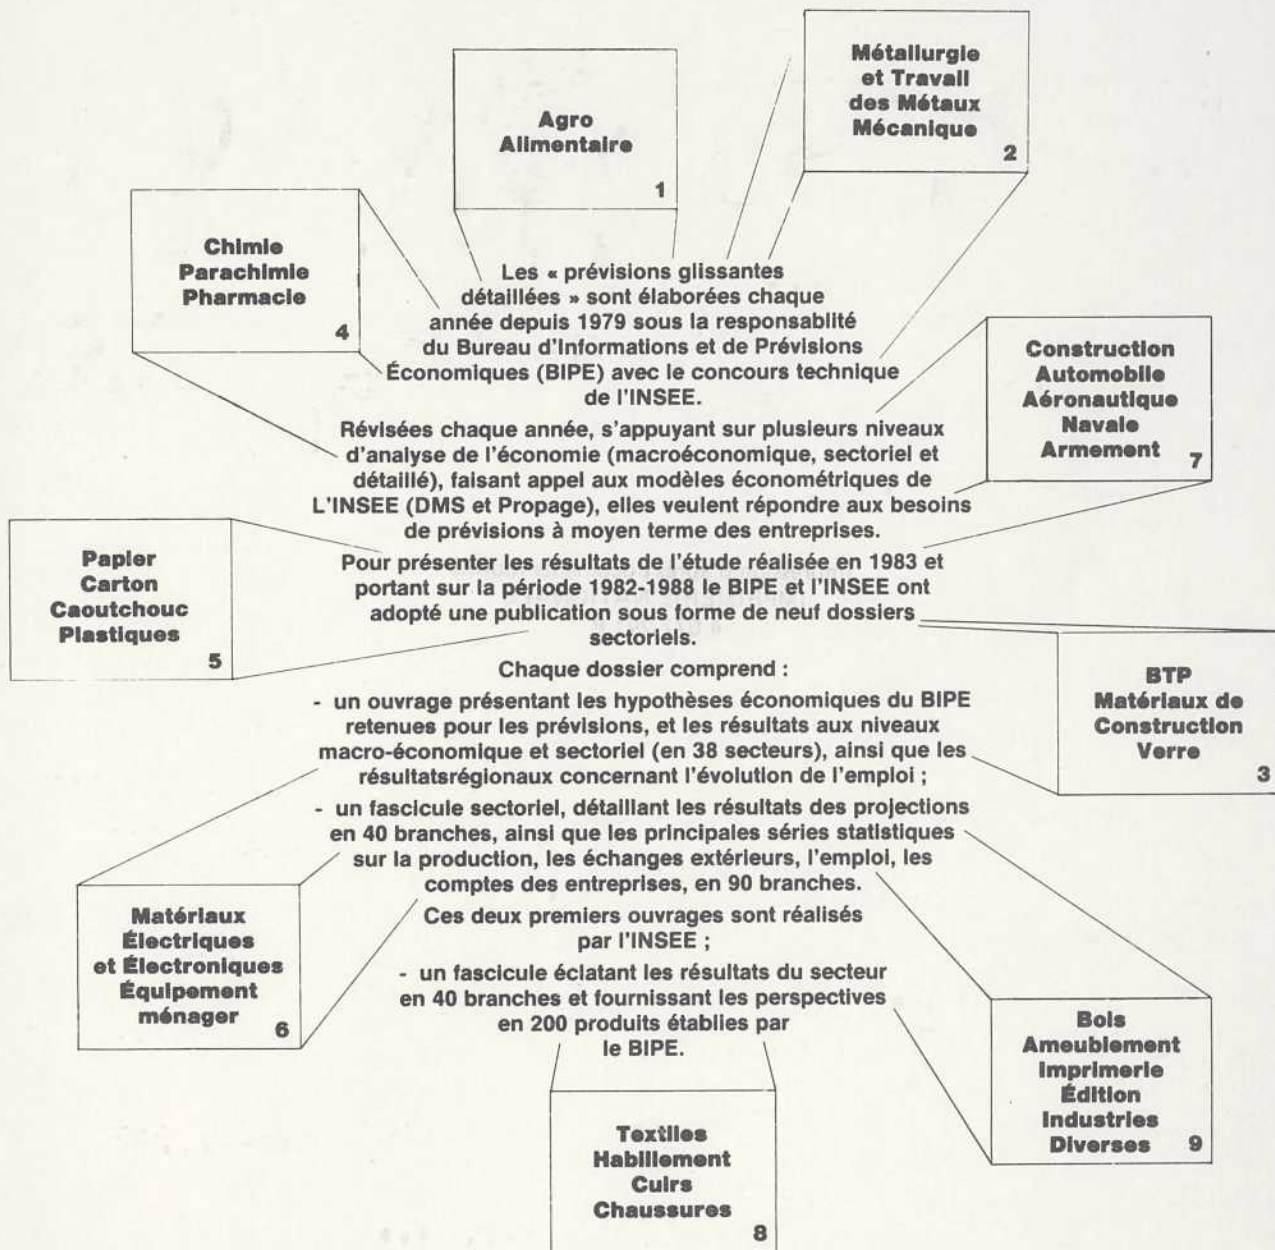 Agro
Alimentaire
1
Métallurgie
et Travail
des Métaux
Mécanique
2
Chimie
Parachimie
Pharmacie
4
Les « prévisions glissantes
détaillées » sont élaborées chaque
année depuis 1979 sous la responsablité
du Bureau d'Informations et de Prévisions
Économiques (BIPE) avec le concours technique
de l'INSEE.
Construction
Automobile
Aéronautique
Navale
Armement
7
Révisées chaque année, s'appuyant sur plusieurs niveaux
d'analyse de l'économie (macroéconomique, sectoriel et
détaillé), faisant appel aux modèles économétriques de
L'INSEE (DMS et Propage), elles veulent répondre aux besoins
de prévisions à moyen terme des entreprises.
Papier
Carton
Caoutchouc
Plastiques
5
Pour présenter les résultats de l'étude réalisée en 1983 et
portant sur la période 1982-1988 le BIPE et l'INSEE ont
adopté une publication sous forme de neuf dossiers
sectoriels.
BTP
Matériaux de
Construction
Verre
3
Chaque dossier comprend :
- un ouvrage présentant les hypothèses économiques du BIPE
retenues pour les prévisions, et les résultats aux niveaux
macro-économique et sectoriel (en 38 secteurs), ainsi que les
résultatsrégionaux concernant l'évolution de l'emploi ;
- un fascicule sectoriel, détaillant les résultats des projections
en 40 branches, ainsi que les principales séries statistiques
sur la production, les échanges extérieurs, l'emploi, les
comptes des entreprises, en 90 branches.
Matériaux
Électriques
et Électroniques
Équipement
ménager
6
Ces deux premiers ouvrages sont réalisés
par l'INSEE ;
- un fascicule éclatant les résultats du secteur
en 40 branches et fournissant les perspectives
en 200 produits établies par
le BIPE.
Bois
Ameublement
Imprimerie
Édition
Industries
Diverses
9
Textiles
Habillement
Cuirs
Chaussures
8